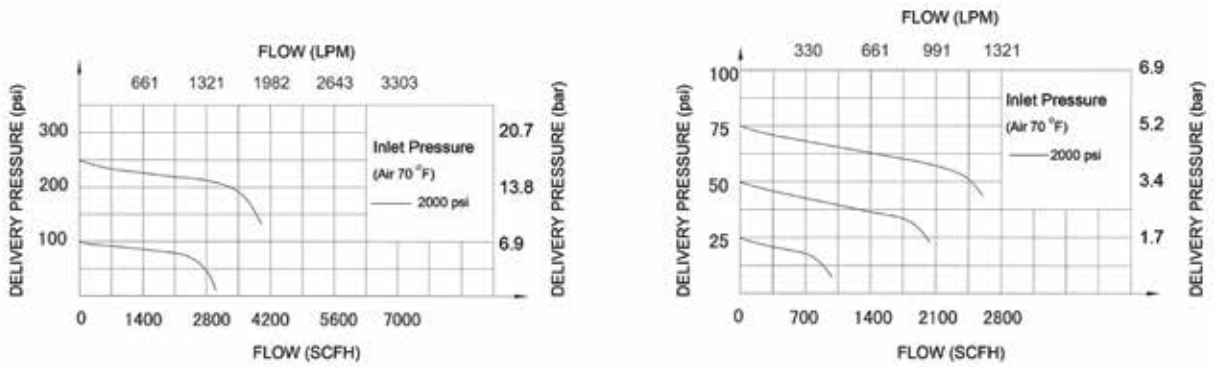 FLOW (LPM)
661 1321 1982 2643 3303
DELIVERY PRESSURE (psi)
300
200
100
20.7
13.8
6.9
DELIVERY PRESSURE (bar)
Inlet Pressure
(Air 70 °F)
2000 psi
0 1400 2800 4200 5600 7000
FLOW (SCFH)
FLOW (LPM)
330 661 991 1321
DELIVERY PRESSURE (psi)
100
75
50
25
6.9
5.2
3.4
1.7
DELIVERY PRESSURE (bar)
Inlet Pressure
(Air 70 °F)
2000 psi
0 700 1400 2100 2800
FLOW (SCFH)